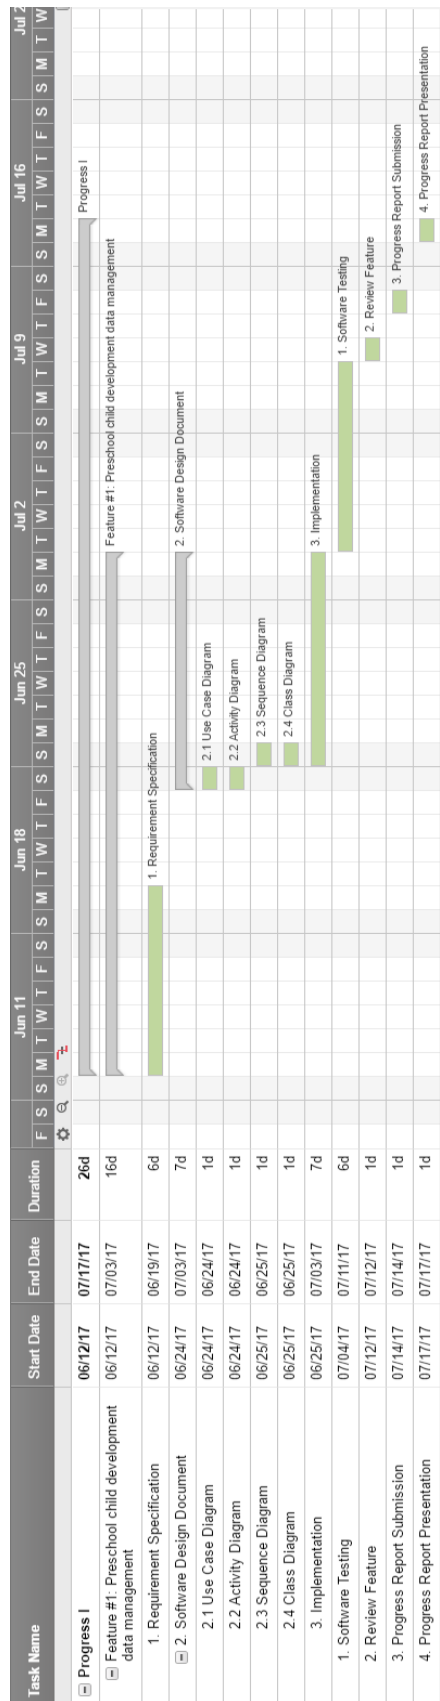 Task Name Start Date End Date Duration
Jun 11 Jun 18 Jun 25 Jul 2 Jul 9 Jul 16 Jul 2
F S S M T W T F S S M T W T F S S M T W T F S S M T W T F S S M T W T F S S M T W T F S S M T W
Progress I 06/12/17 07/17/17 26d Progress I
Feature #1: Preschool child development 06/12/17 07/03/17 16d Feature #1: Preschool child development data management
data management
1. Requirement Specification 06/12/17 06/19/17 6d 1. Requirement Specification
2. Software Design Document 06/24/17 07/03/17 7d 2. Software Design Document
2.1 Use Case Diagram 06/24/17 06/24/17 1d 2.1 Use Case Diagram
2.2 Activity Diagram 06/24/17 06/24/17 1d 2.2 Activity Diagram
2.3 Sequence Diagram 06/25/17 06/25/17 1d 2.3 Sequence Diagram
2.4 Class Diagram 06/25/17 06/25/17 1d 2.4 Class Diagram
3. Implementation 06/25/17 07/03/17 7d 3. Implementation
1. Software Testing 07/04/17 07/11/17 6d 1. Software Testing
2. Review Feature 07/12/17 07/12/17 1d 2. Review Feature
3. Progress Report Submission 07/14/17 07/14/17 1d 3. Progress Report Submission
4. Progress Report Presentation 07/17/17 07/17/17 1d 4. Progress Report Presentation